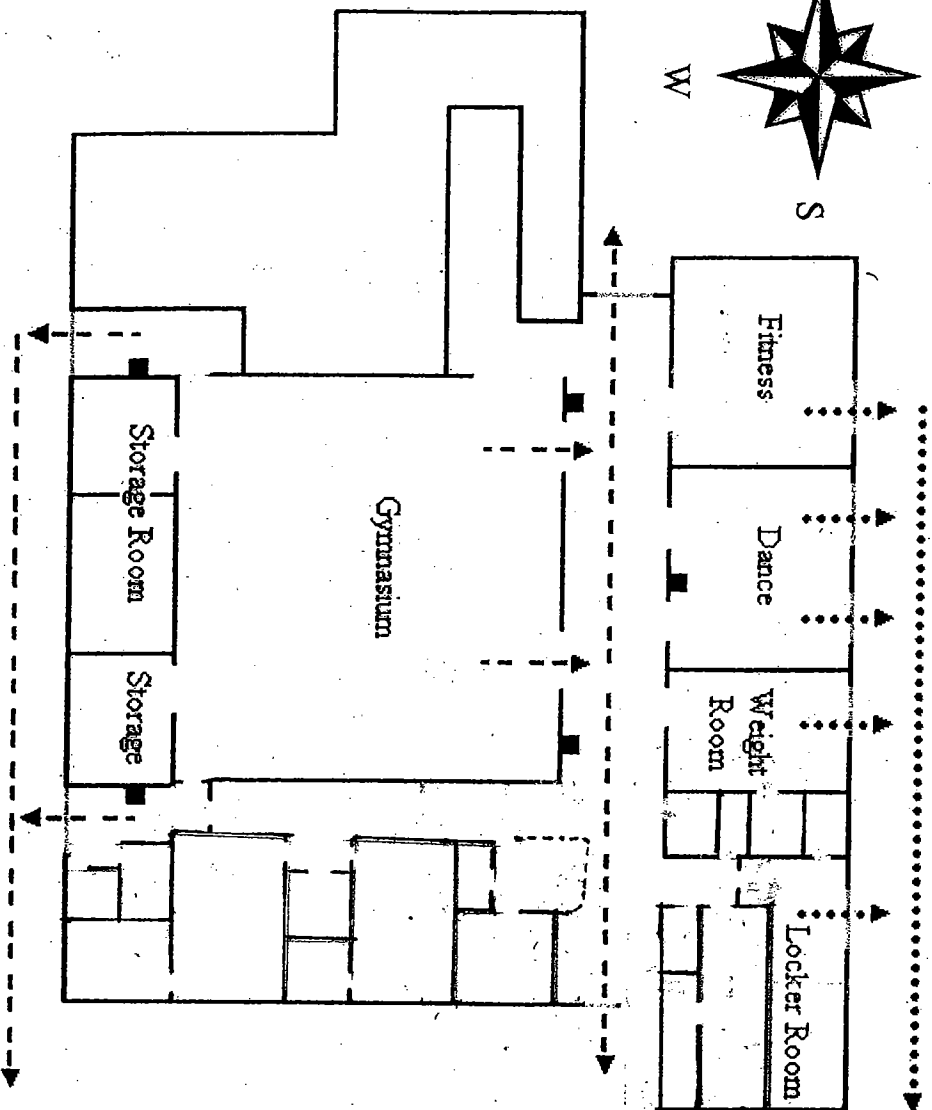 W
S
Fitness
Dance
Weight
Room
Locker Room
Gymnasium
Storage Room
Storage